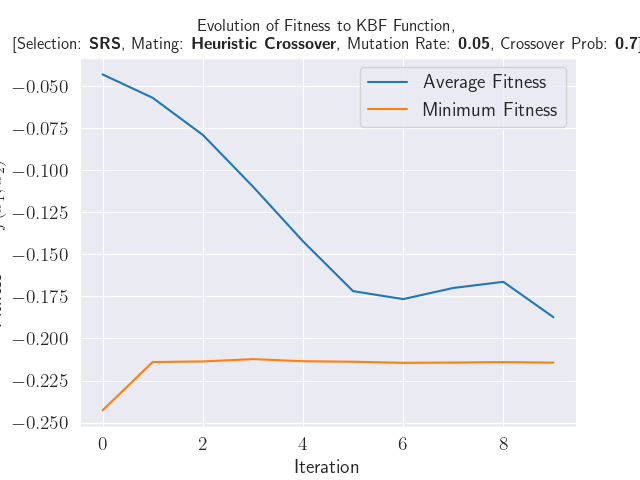 Evolution of Fitness to KBF Function,
[Selection: SRS, Mating: Heuristic Crossover, Mutation Rate: 0.05, Crossover Prob: 0.7]
Average Fitness
Minimum Fitness
−0.050
−0.075
−0.100
−0.125
−0.150
−0.175
−0.200
−0.225
−0.250
0 2 4 6 8
Iteration